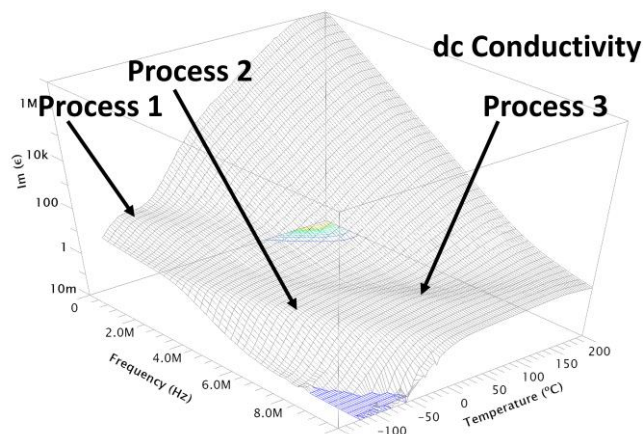 dc Conductivity
Process 2
Process 1
Process 3
1M
10k
100
1
10m
Im (ε)
0
2.0M
4.0M
6.0M
8.0M
Frequency (Hz)
-100
-50
0
50
100
150
200
Temperature (°C)